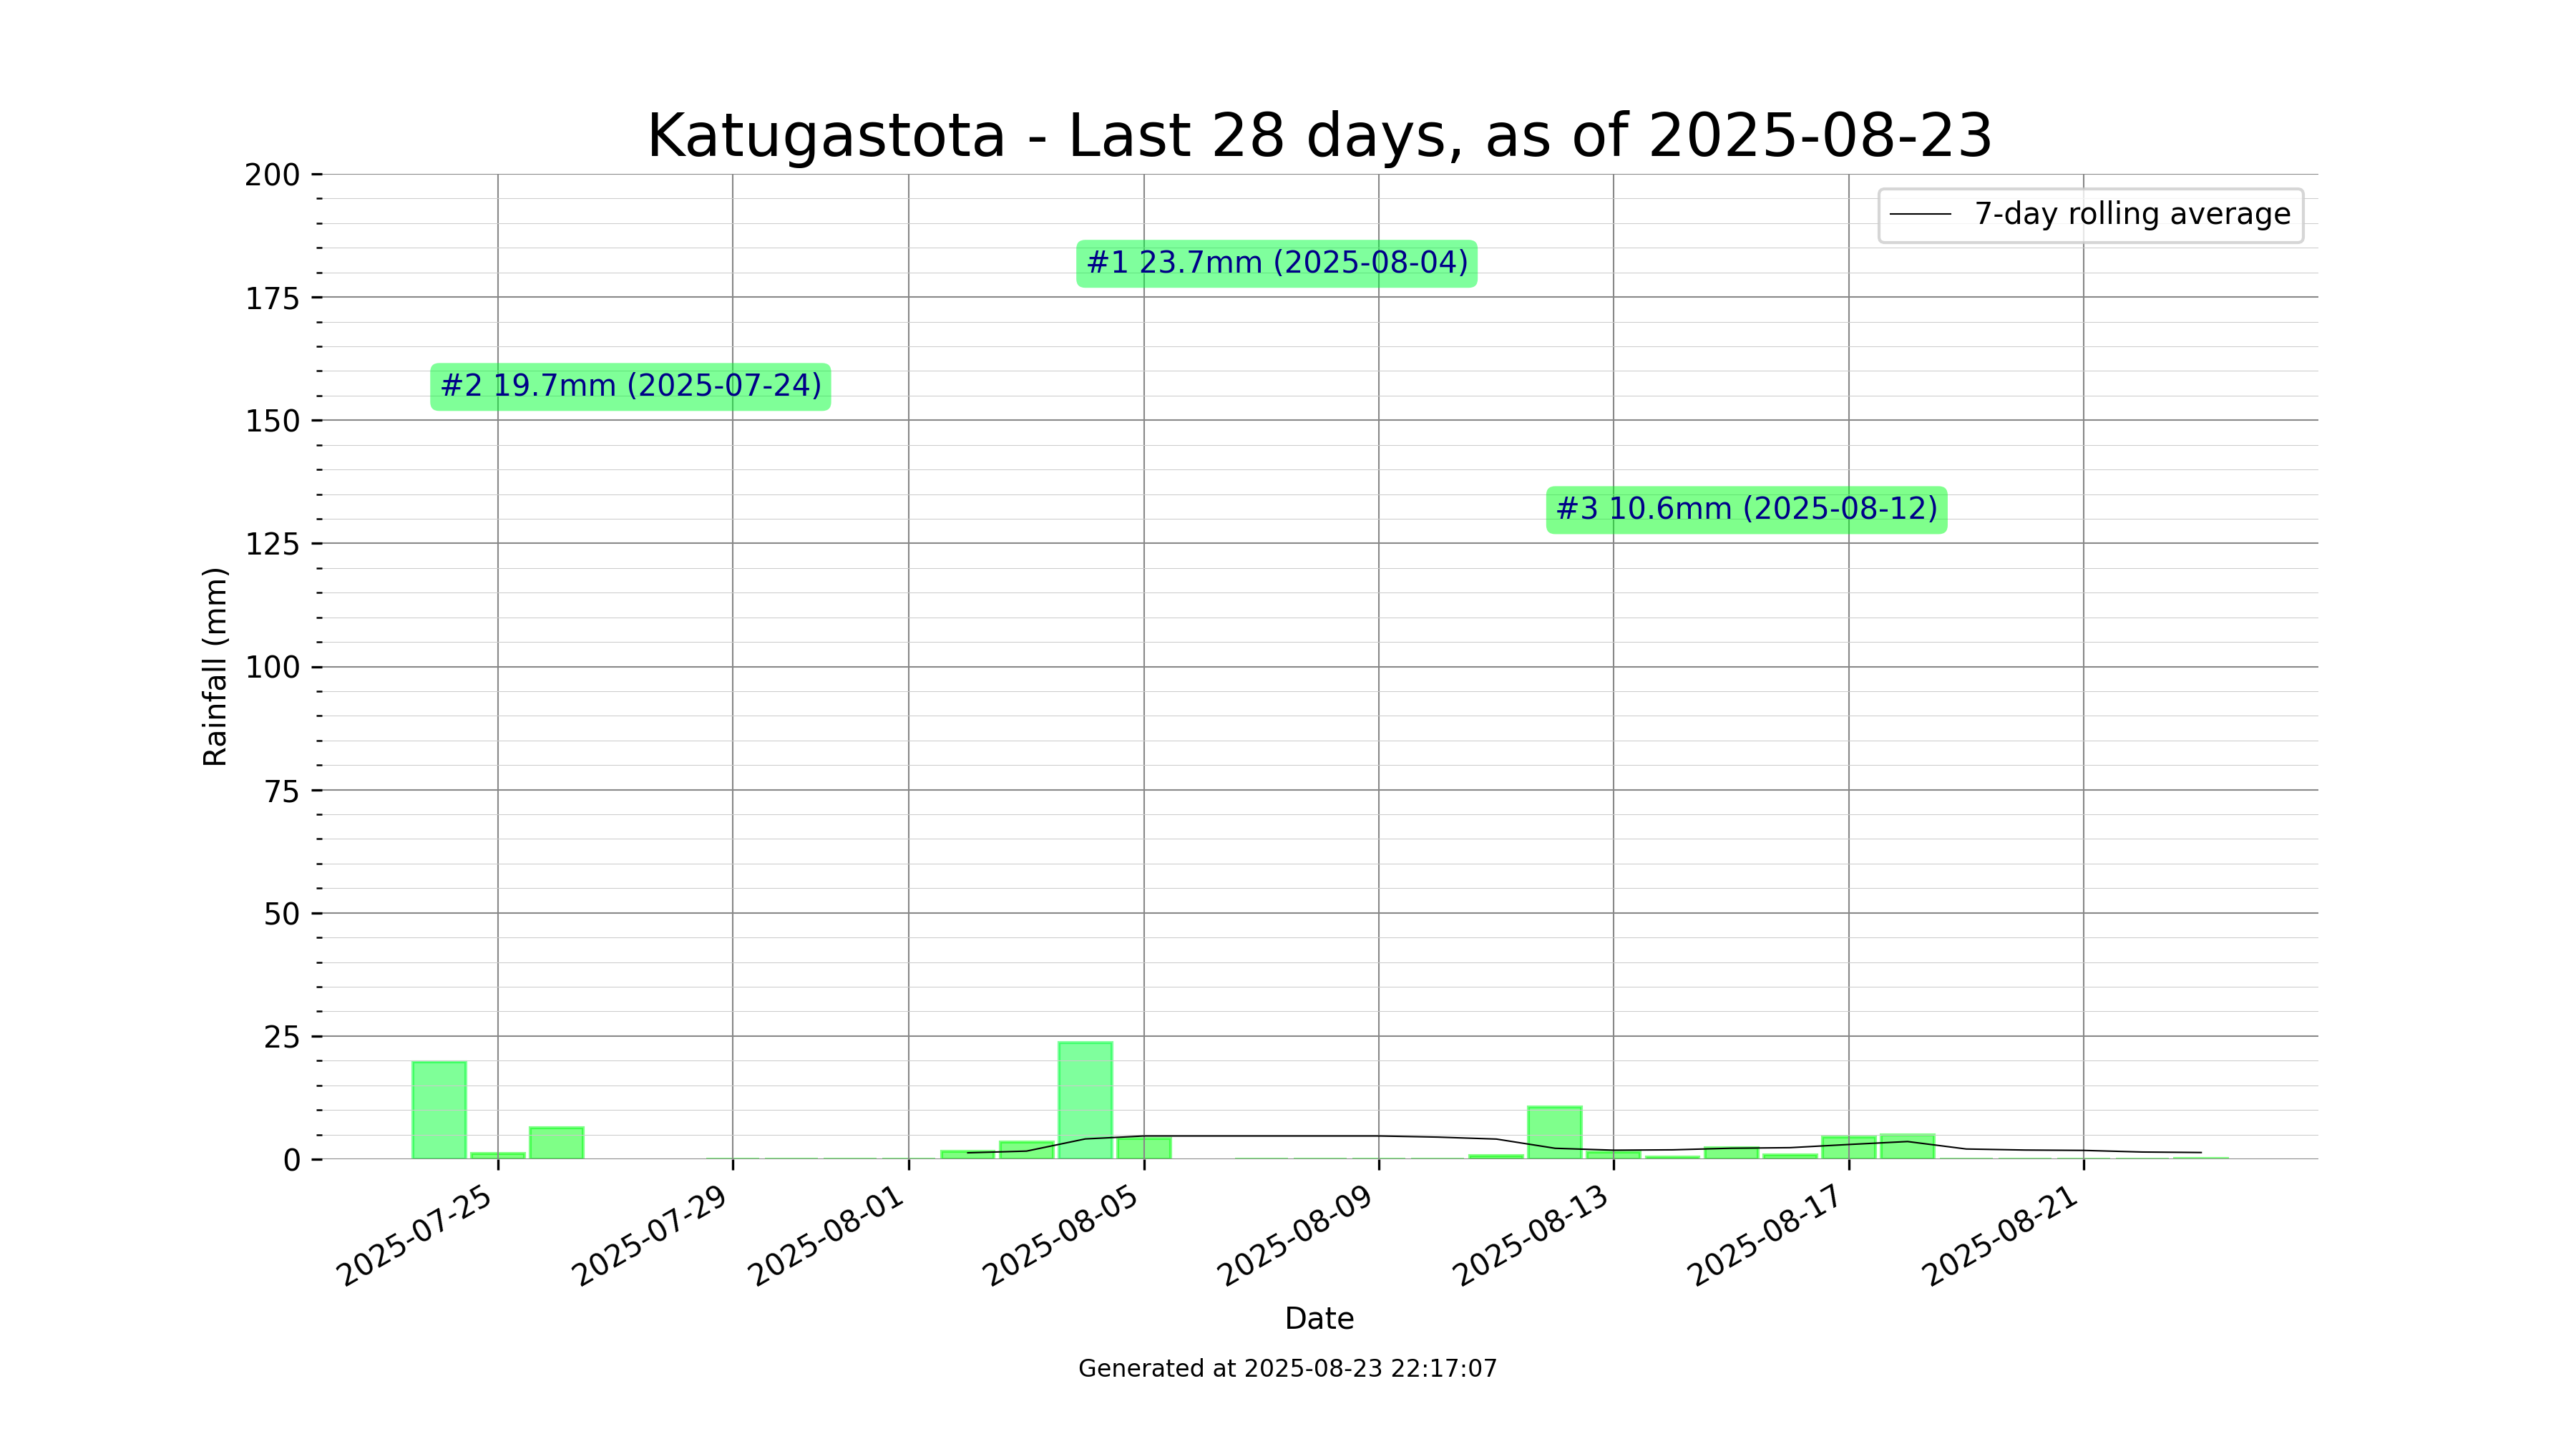 Katugastota - Last 28 days, as of 2025-08-23
200
175
150
125
100
75
50
25
0
Rainfall (mm)
7-day rolling average
#1 23.7mm (2025-08-04)
#2 19.7mm (2025-07-24)
#3 10.6mm (2025-08-12)
2025-07-25
2025-07-29
2025-08-01
2025-08-05
2025-08-09
2025-08-13
2025-08-17
2025-08-21
Date
Generated at 2025-08-23 22:17:07